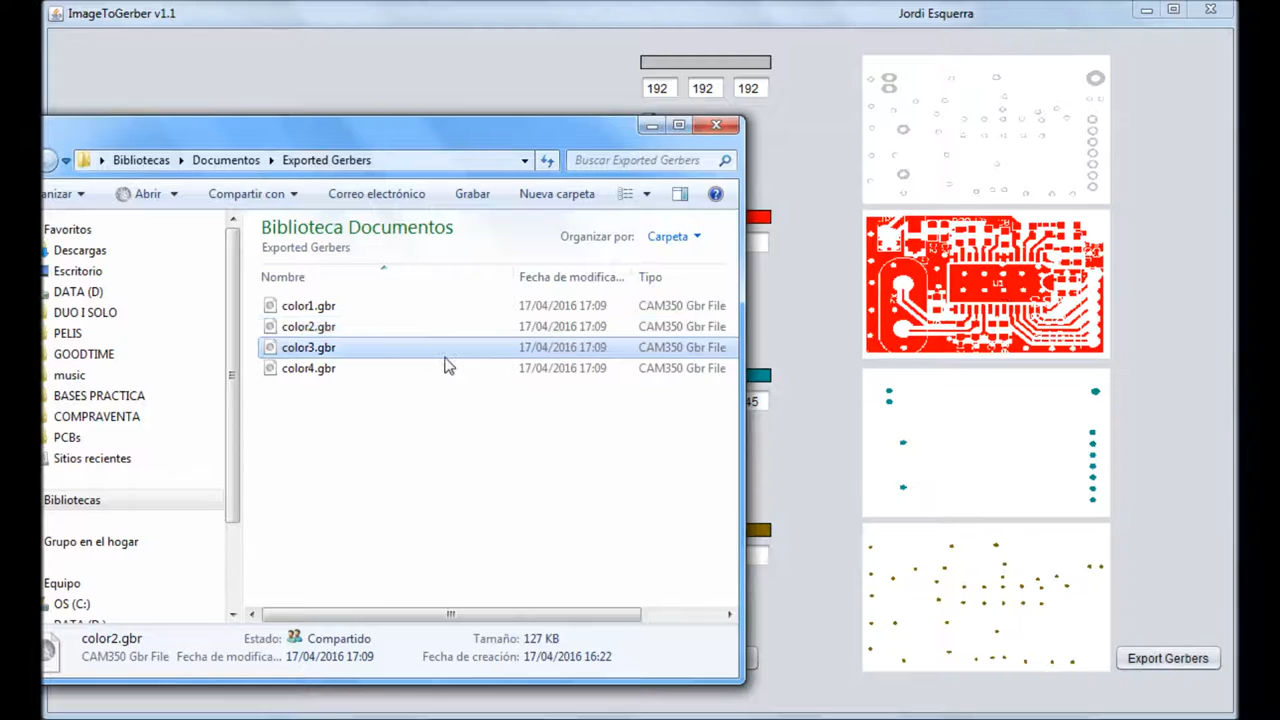 ImageToGerber v1.1
Jordi Esquerra
192 192 192
Bibliotecas Documentos Exported Gerbers
Buscar Exported Gerbers
anizar Abrir Compartir con Correo electrónico Grabar Nueva carpeta
Favoritos
Descargas
Escritorio
DATA (D)
DUO I SOLO
PELIS
GOODTIME
music
BASES PRACTICA
COMPRAVENTA
PCBs
Sitios recientes
Bibliotecas
Grupo en el hogar
Equipo
OS (C:)
DATA (D:)
Biblioteca Documentos
Exported Gerbers
Organizar por: Carpeta
Nombre Fecha de modifica... Tipo
color1.gbr 17/04/2016 17:09 CAM350 Gbr File
color2.gbr 17/04/2016 17:09 CAM350 Gbr File
color3.gbr 17/04/2016 17:09 CAM350 Gbr File
color4.gbr 17/04/2016 17:09 CAM350 Gbr File
color2.gbr Estado: Compartido Tamaño: 127 KB
CAM350 Gbr File Fecha de modifica... 17/04/2016 17:09 Fecha de creación: 17/04/2016 16:22
U1
45
Export Gerbers